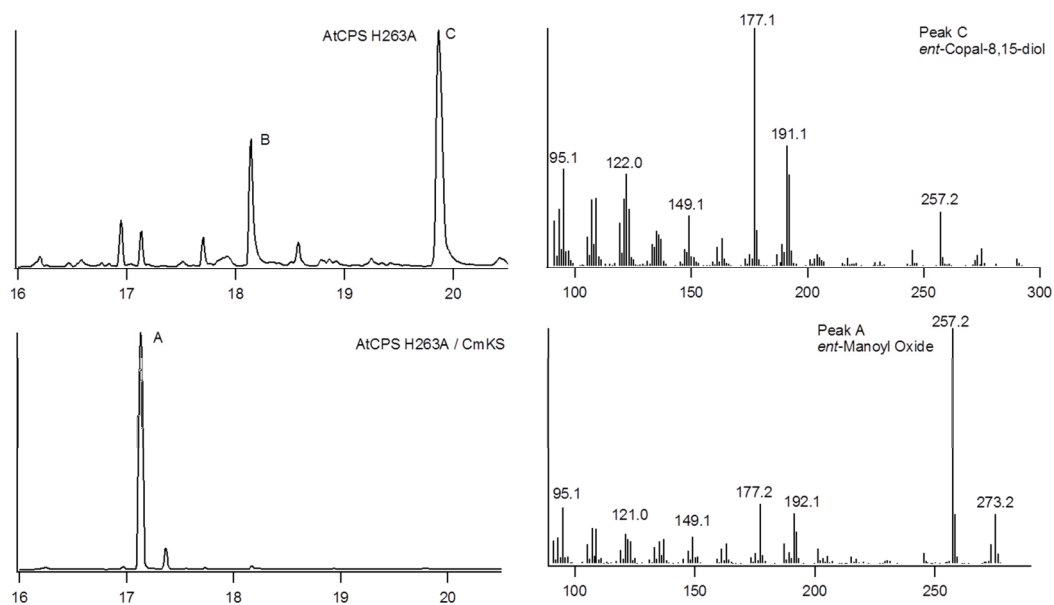 AtCPS H263A
C
B
16 17 18 19 20
177.1
Peak C
ent-Copal-8,15-diol
191.1
95.1
122.0
149.1
257.2
100 150 200 250 300
A
AtCPS H263A / CmKS
16 17 18 19 20
257.2
Peak A
ent-Manoyl Oxide
95.1
121.0
149.1
177.2
192.1
273.2
100 150 200 250